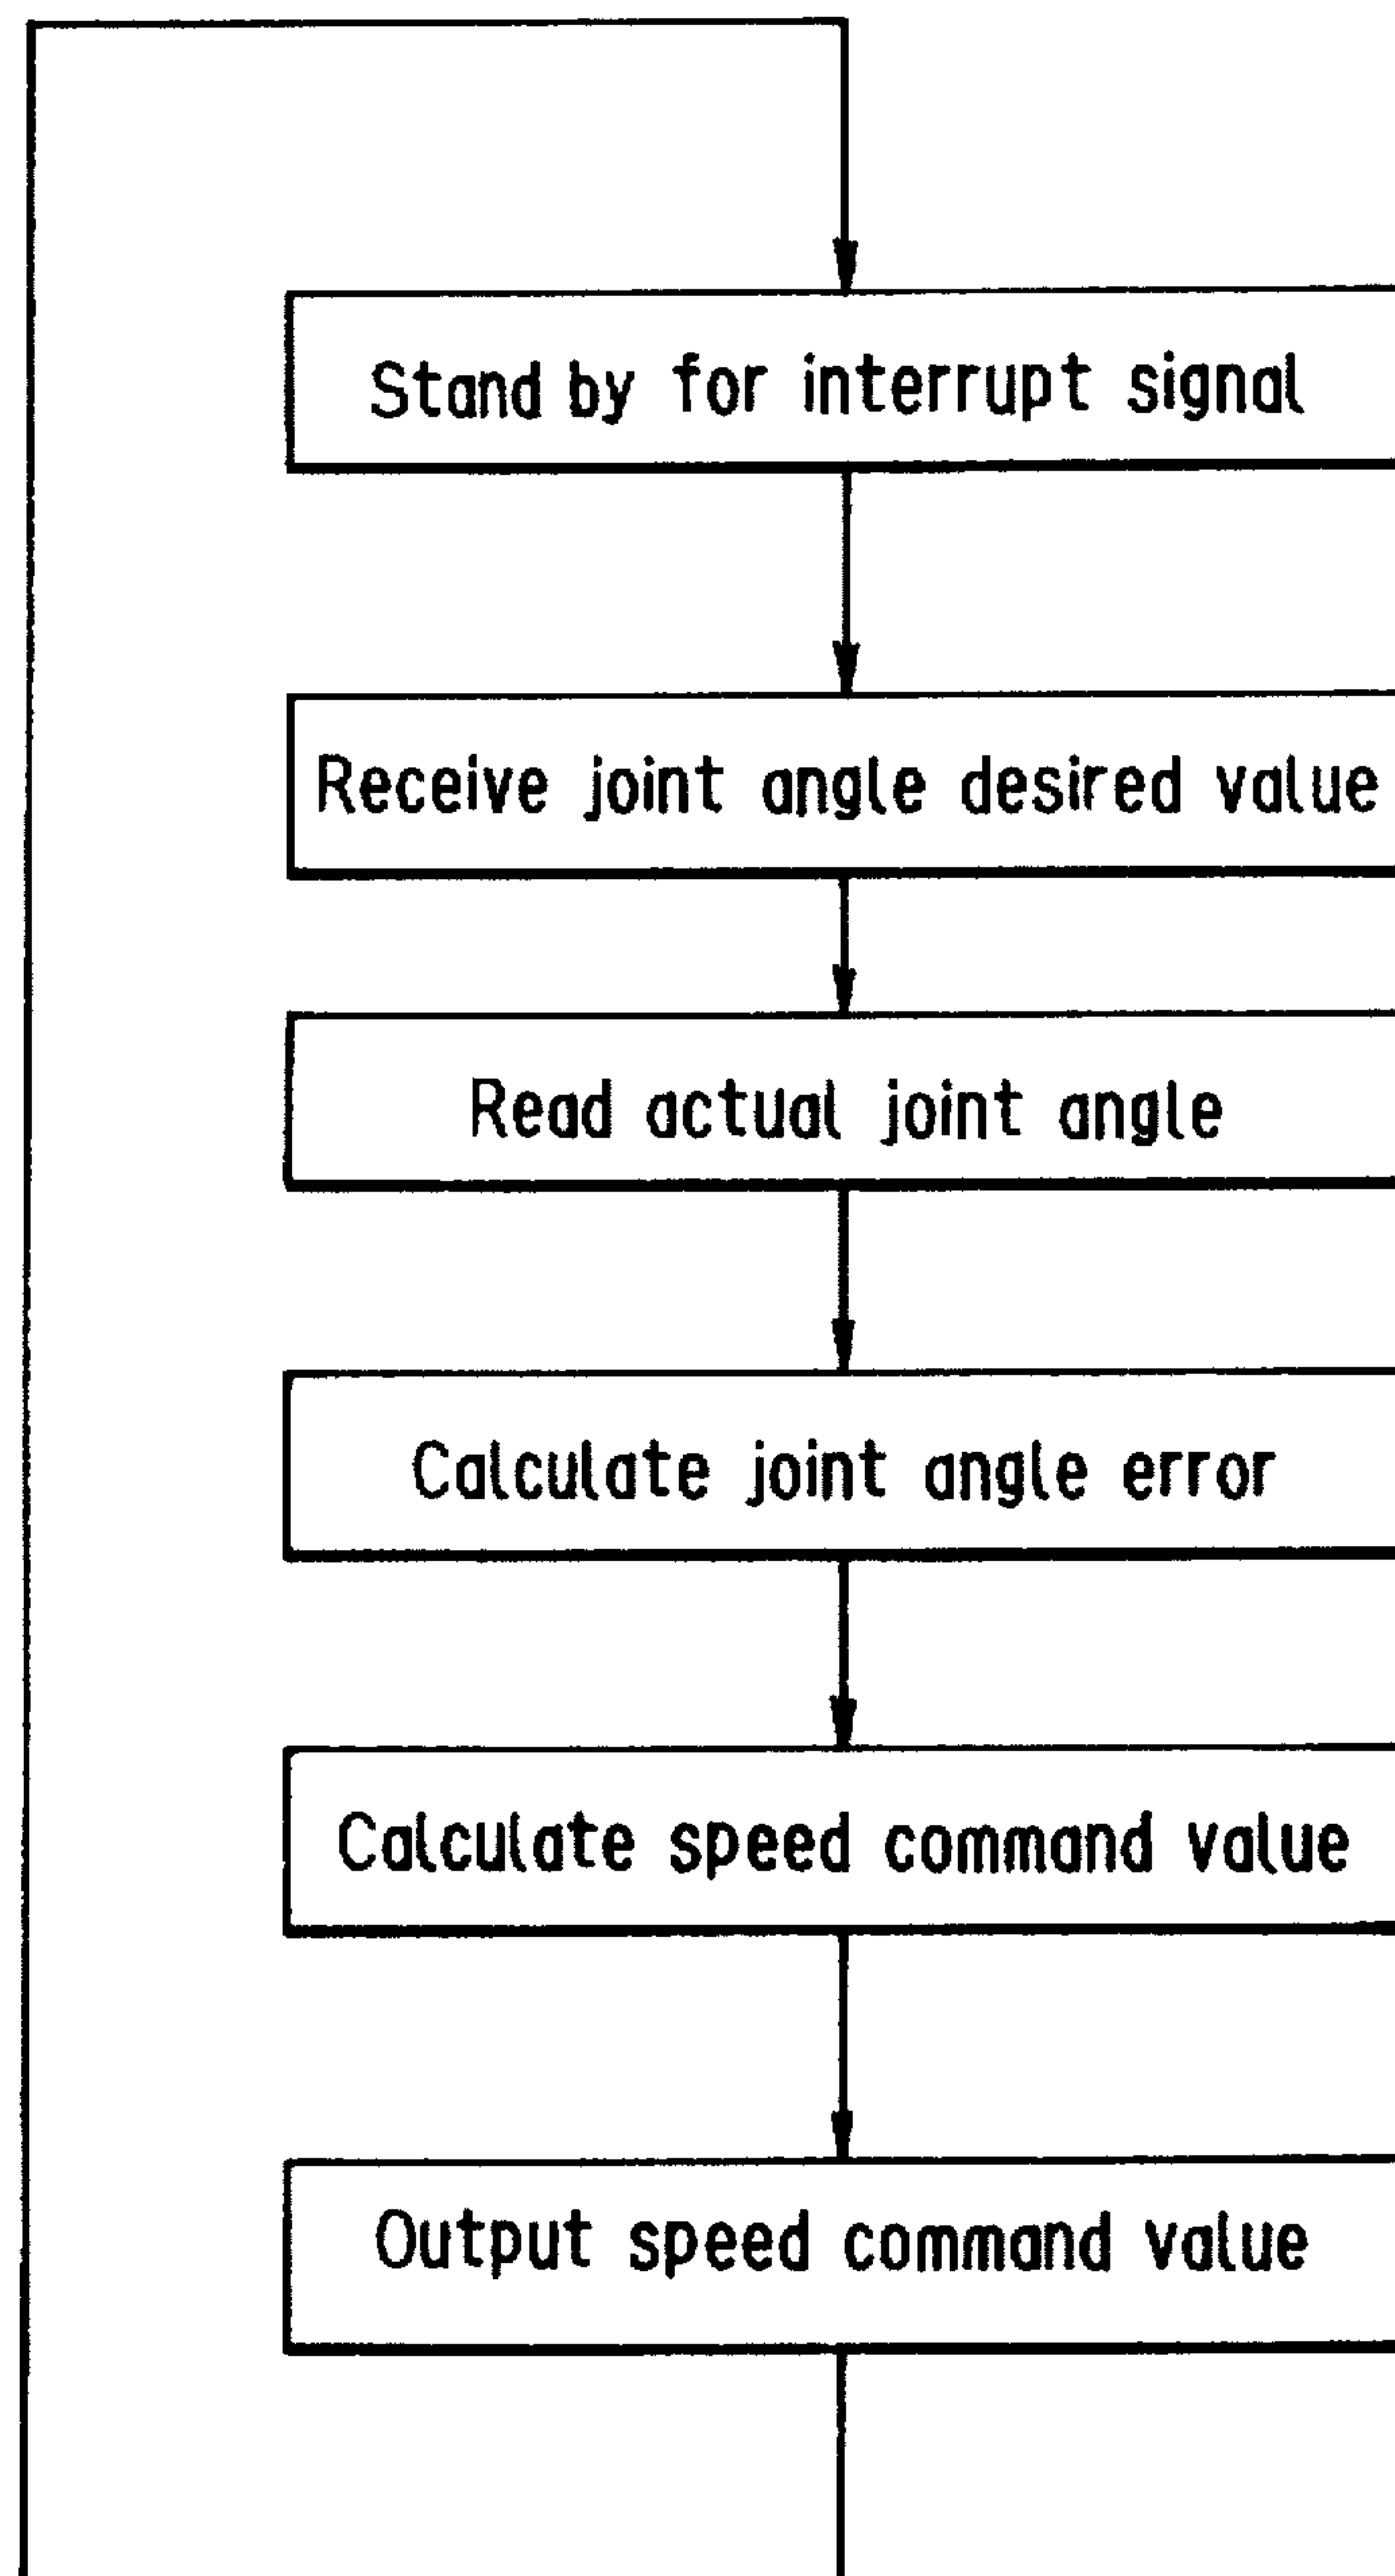 Stand by for interrupt signal
Receive joint angle desired value
Read actual joint angle
Calculate joint angle error
Calculate speed command value
Output speed command value